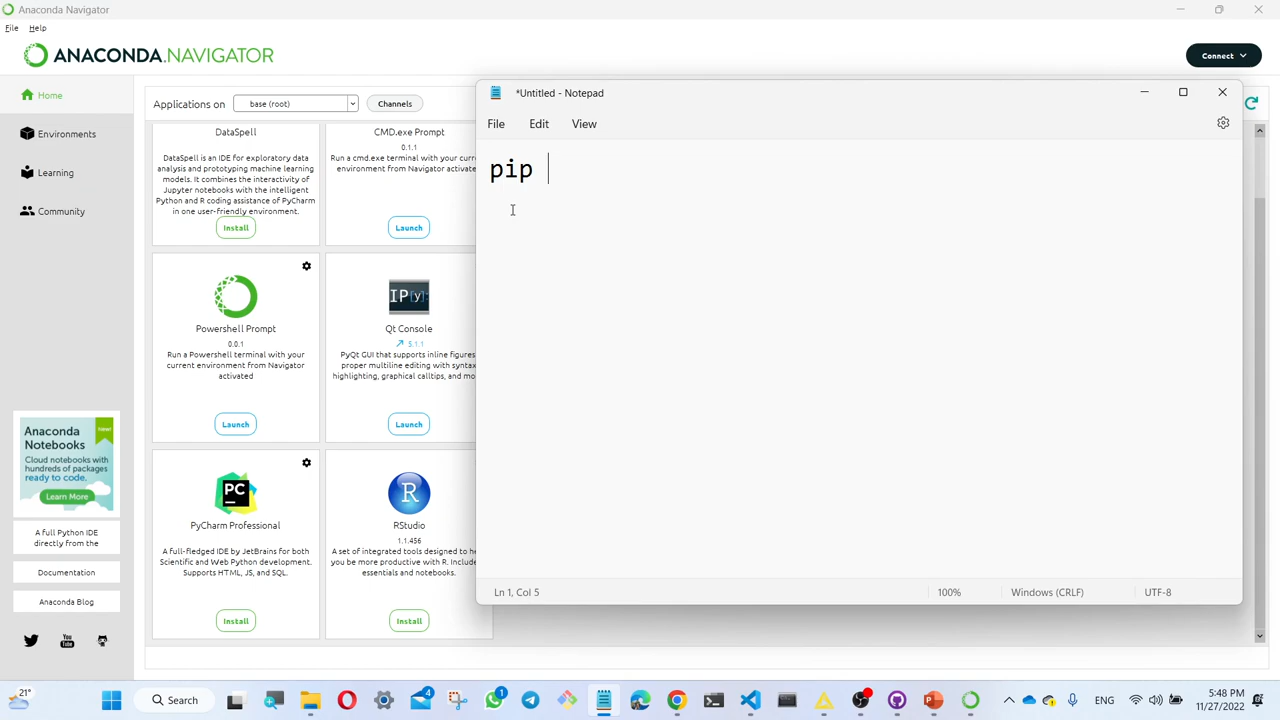 Anaconda Navigator
File Help
ANACONDA.NAVIGATOR
Connect
Home
Environments
Learning
Community
Applications on base (root) Channels
DataSpell
DataSpell is an IDE for exploratory data
analysis and prototyping machine learning
models. It combines the interactivity of
Jupyter notebooks with the intelligent
Python and R coding assistance of PyCharm
in one user-friendly environment.
Install
CMD.exe Prompt
0.1.1
Run a cmd.exe terminal with your
environment from Navigator
Launch
Powershell Prompt
0.0.1
Run a Powershell terminal with your
current environment from Navigator
activated
Launch
Qt Console
5.1.1
PyQt GUI that supports inline figures
proper multiline editing with
highlighting, graphical calltips, and
Launch
PyCharm Professional
A full-fledged IDE by JetBrains for both
Scientific and Web Python development.
Supports HTML, JS, and SQL.
Install
RStudio
1.1.456
A set of integrated tools designed to
you be more productive with R.
essentials and notebooks.
Install
Anaconda
Notebooks
New!
Cloud notebooks with
hundreds of packages
ready to code.
Learn More
A full Python IDE
directly from the
Documentation
Anaconda Blog
You
Tube
*Untitled - Notepad
File Edit View
pip
Ln 1, Col 5 100% Windows (CRLF) UTF-8
21°
Search
4
1
ENG
5:48 PM
11/27/2022